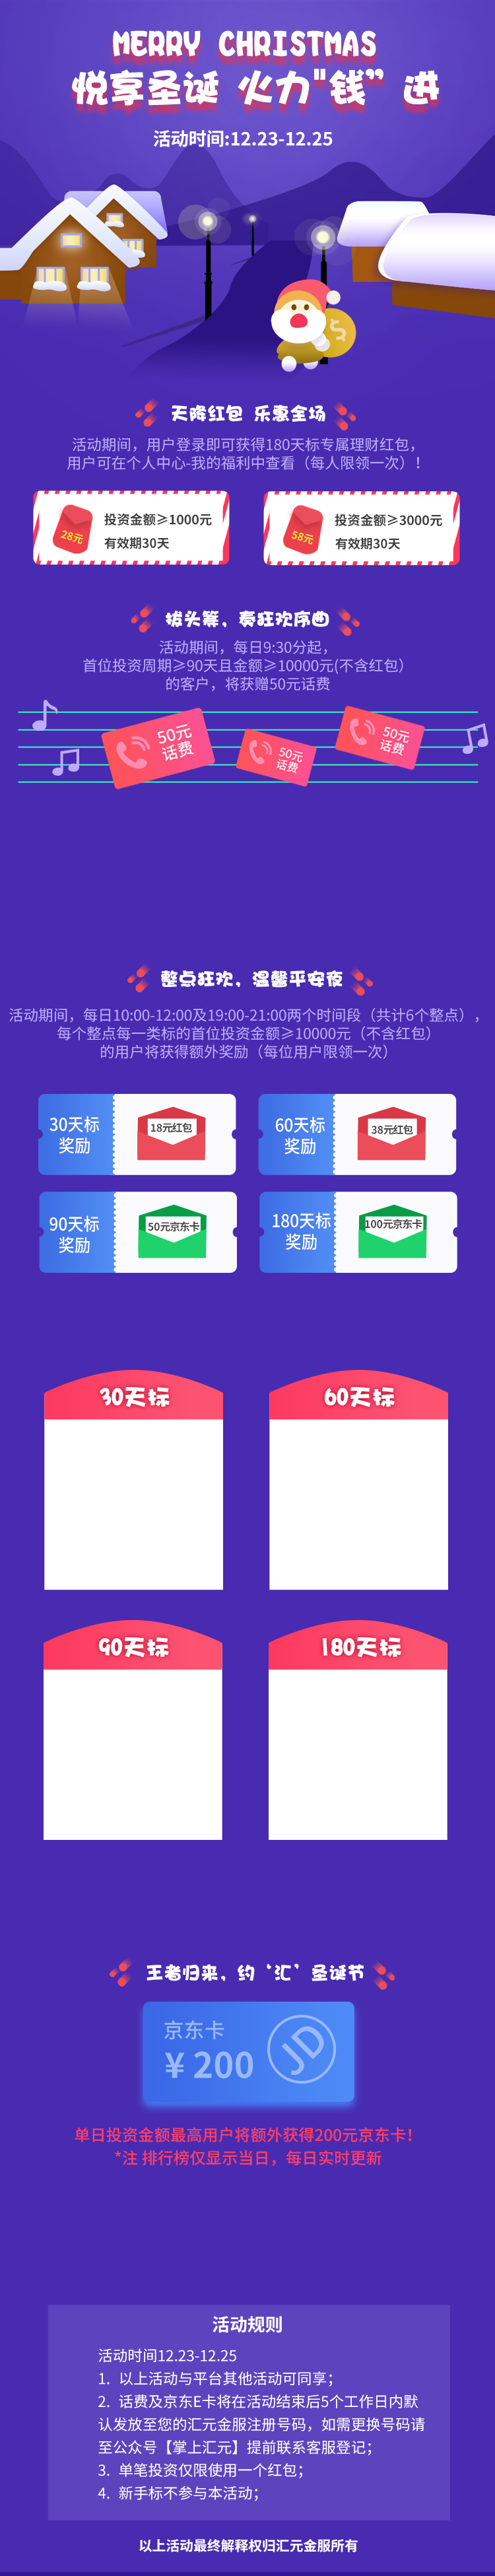 MERRY CHRISTMAS
悦享圣诞 火力"钱” 进
活动时间:12.23-12.25
天降红包 乐惠全场
活动期间，用户登录即可获得180天标专属理财红包，
用户可在个人中心-我的福利中查看（每人限领一次）！
28元
投资金额≥1000元
有效期30天
58元
投资金额≥3000元
有效期30天
拔头筹，奏狂欢序曲
活动期间，每日9:30分起，
首位投资周期≥90天且金额≥10000元(不含红包）
的客户，将获赠50元话费
50元
话费
50元
话费
50元
话费
整点狂欢，温馨平安夜
活动期间，每日10:00-12:00及19:00-21:00两个时间段（共计6个整点），
每个整点每一类标的首位投资金额≥10000元（不含红包）
的用户将获得额外奖励（每位用户限领一次）
30天标
奖励
18元红包
60天标
奖励
38元红包
90天标
奖励
50元京东卡
180天标
奖励
100元京东卡
30天标
60天标
90天标
180天标
王者归来，约‘汇’圣诞节
京东卡
¥ 200
JD
单日投资金额最高用户将额外获得200元京东卡！
*注 排行榜仅显示当日，每日实时更新
活动规则
活动时间12.23-12.25
1. 以上活动与平台其他活动可同享；
2. 话费及京东E卡将在活动结束后5个工作日内默
认发放至您的汇元金服注册号码，如需更换号码请
至公众号【掌上汇元】提前联系客服登记；
3. 单笔投资仅限使用一个红包；
4. 新手标不参与本活动；
以上活动最终解释权归汇元金服所有